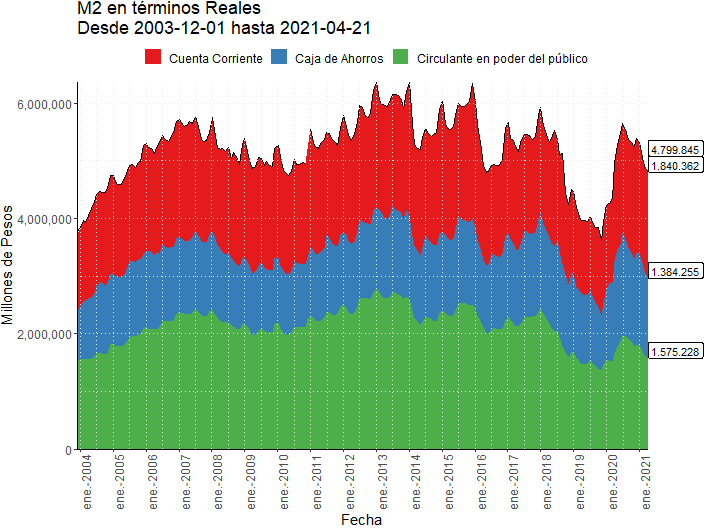 M2 en términos Reales
Desde 2003-12-01 hasta 2021-04-21
Cuenta Corriente Caja de Ahorros Circulante en poder del público
Millones de Pesos
6,000,000
4,000,000
2,000,000
0
4.799.845
1.840.362
1.384.255
1.575.228
ene.-2004
ene.-2005
ene.-2006
ene.-2007
ene.-2008
ene.-2009
ene.-2010
ene.-2011
ene.-2012
ene.-2013
ene.-2014
ene.-2015
ene.-2016
ene.-2017
ene.-2018
ene.-2019
ene.-2020
ene.-2021
Fecha